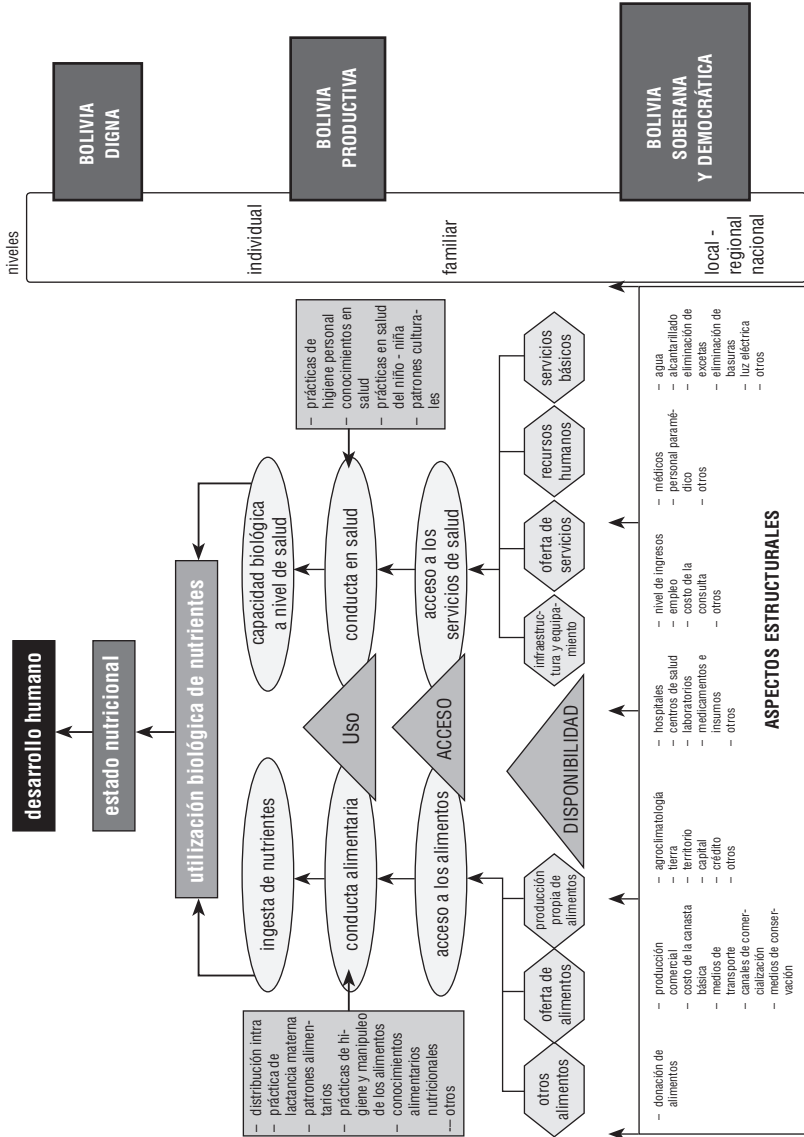 desarrollo humano
estado nutricional
utilización biológica de nutrientes
ingesta de nutrientes
capacidad biológica
a nivel de salud
– distribución intra
– práctica de
lactancia materna
– patrones alimen-
tarios
– prácticas de hi-
giene y manipuleo
de los alimentos
– conocimientos
alimentarios
nutricionales
– otros
conducta alimentaria
Uso
conducta en salud
– prácticas de
higiene personal
– conocimientos en
salud
– prácticas en salud
del niño - niña
– patrones cultura-
les
acceso a los alimentos
ACCESO
acceso a los
servicios de salud
otros
alimentos
oferta de
alimentos
producción
propia de
alimentos
DISPONIBILIDAD
infraestruc-
tura y equipa-
miento
oferta de
servicios
recursos
humanos
servicios
básicos
– donación de
alimentos
– producción
comercial
– costo de la canasta
básica
– medios de
transporte
– canales de comer-
cialización
– medios de conser-
vación
– agroclimatología
– tierra
– territorio
– capital
– crédito
– otros
– hospitales
– centros de salud
– laboratorios
– medicamentos e
insumos
– otros
– nivel de ingresos
– empleo
– costo de la
consulta
– otros
– médicos
– personal paramé-
dico
– otros
– agua
– alcantarillado
– eliminación de
excetas
– eliminación de
basuras
– luz eléctrica
– otros
ASPECTOS ESTRUCTURALES
niveles
individual
familiar
local -
regional
nacional
BOLIVIA
DIGNA
BOLIVIA
PRODUCTIVA
BOLIVIA
SOBERANA
Y DEMOCRÁTICA